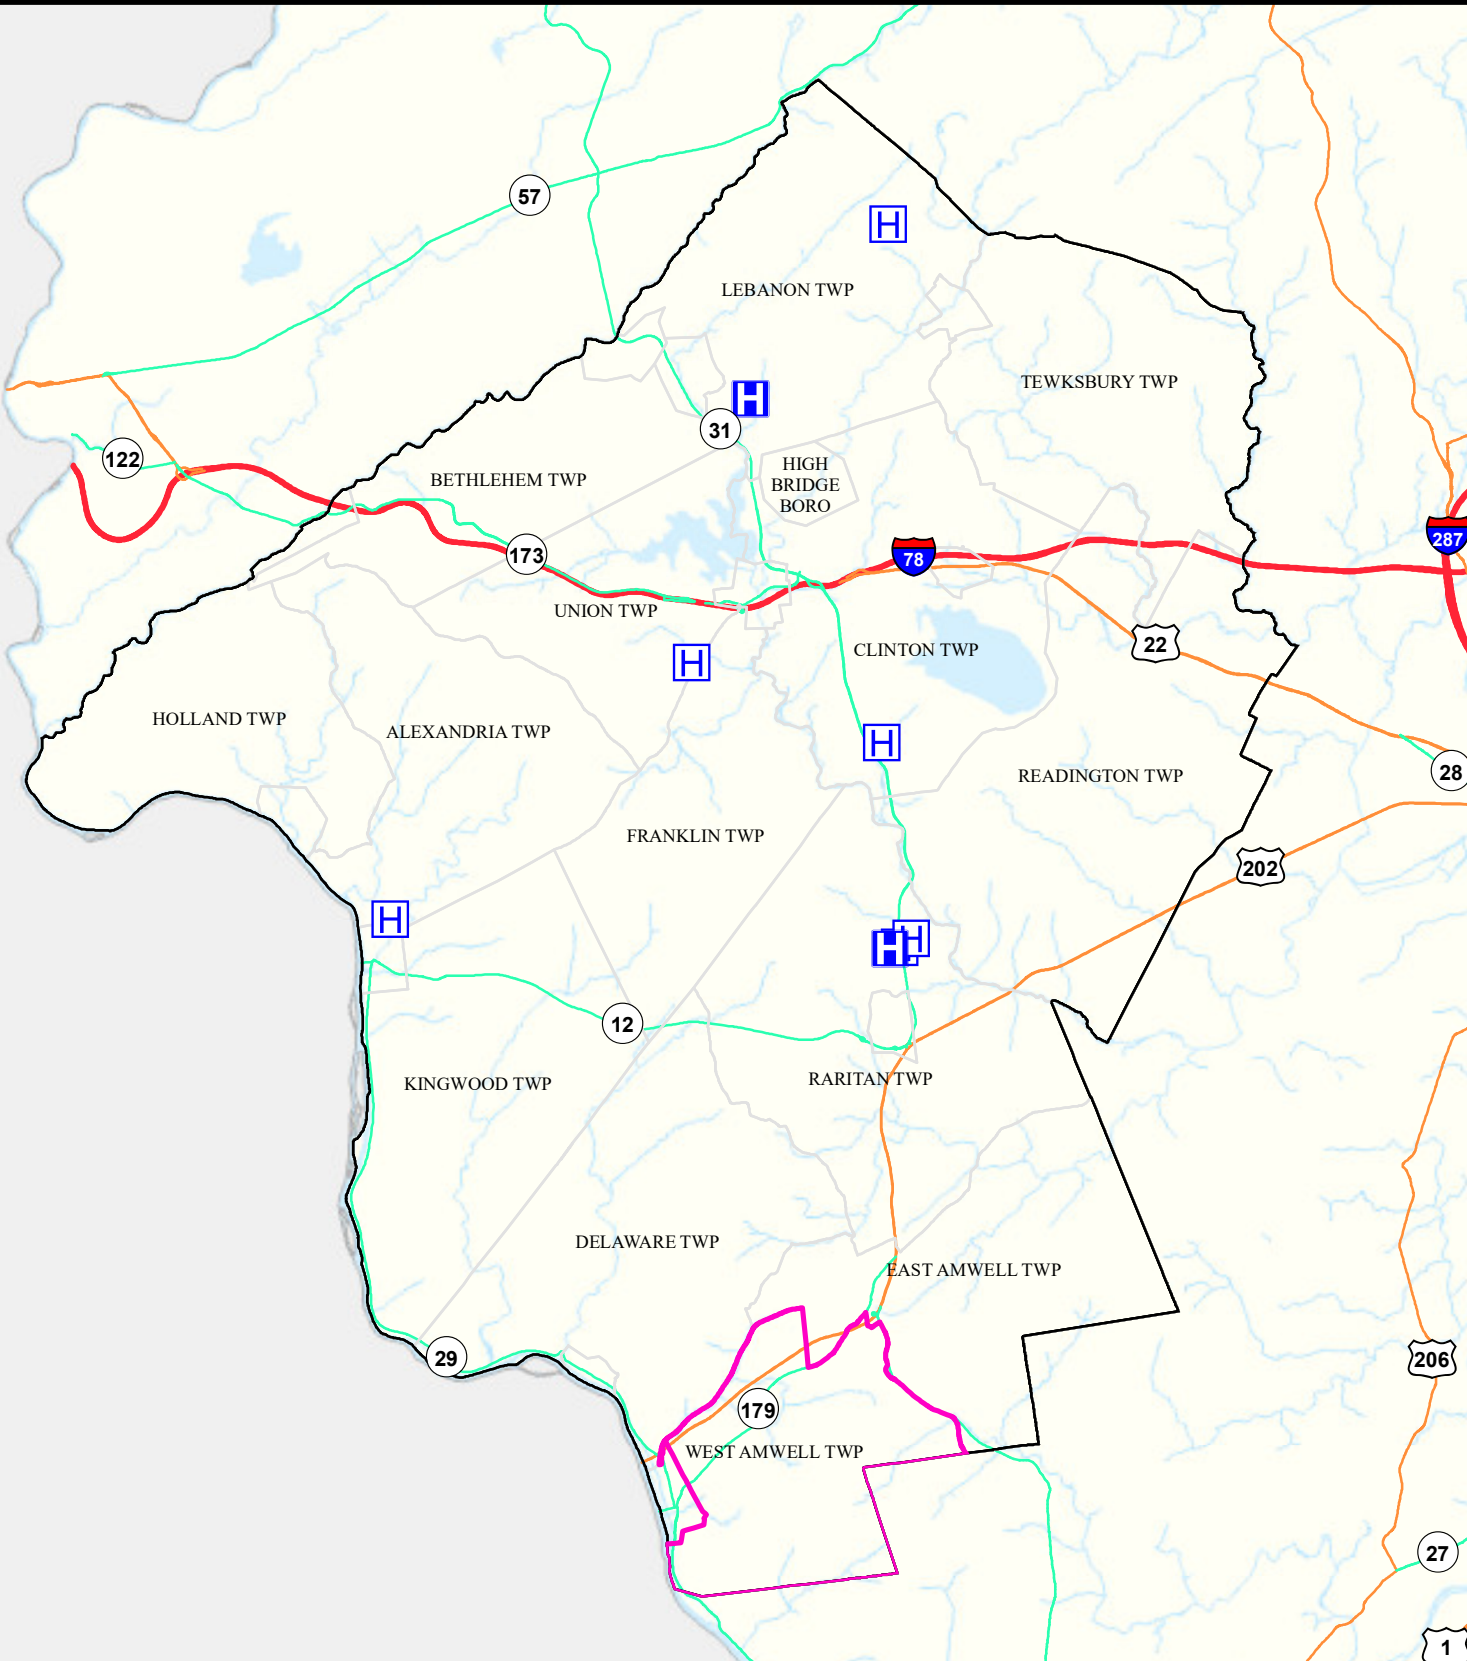 57
H
LEBANON TWP
TEWKSBURY TWP
H
31
122
HIGH
BRIDGE
BORO
BETHLEHEM TWP
287
173
78
UNION TWP
22
CLINTON TWP
H
HOLLAND TWP
ALEXANDRIA TWP
H
28
READINGTON TWP
FRANKLIN TWP
202
H
H
H
12
RARITAN TWP
KINGWOOD TWP
DELAWARE TWP
EAST AMWELL TWP
29
206
179
WEST AMWELL TWP
27
1